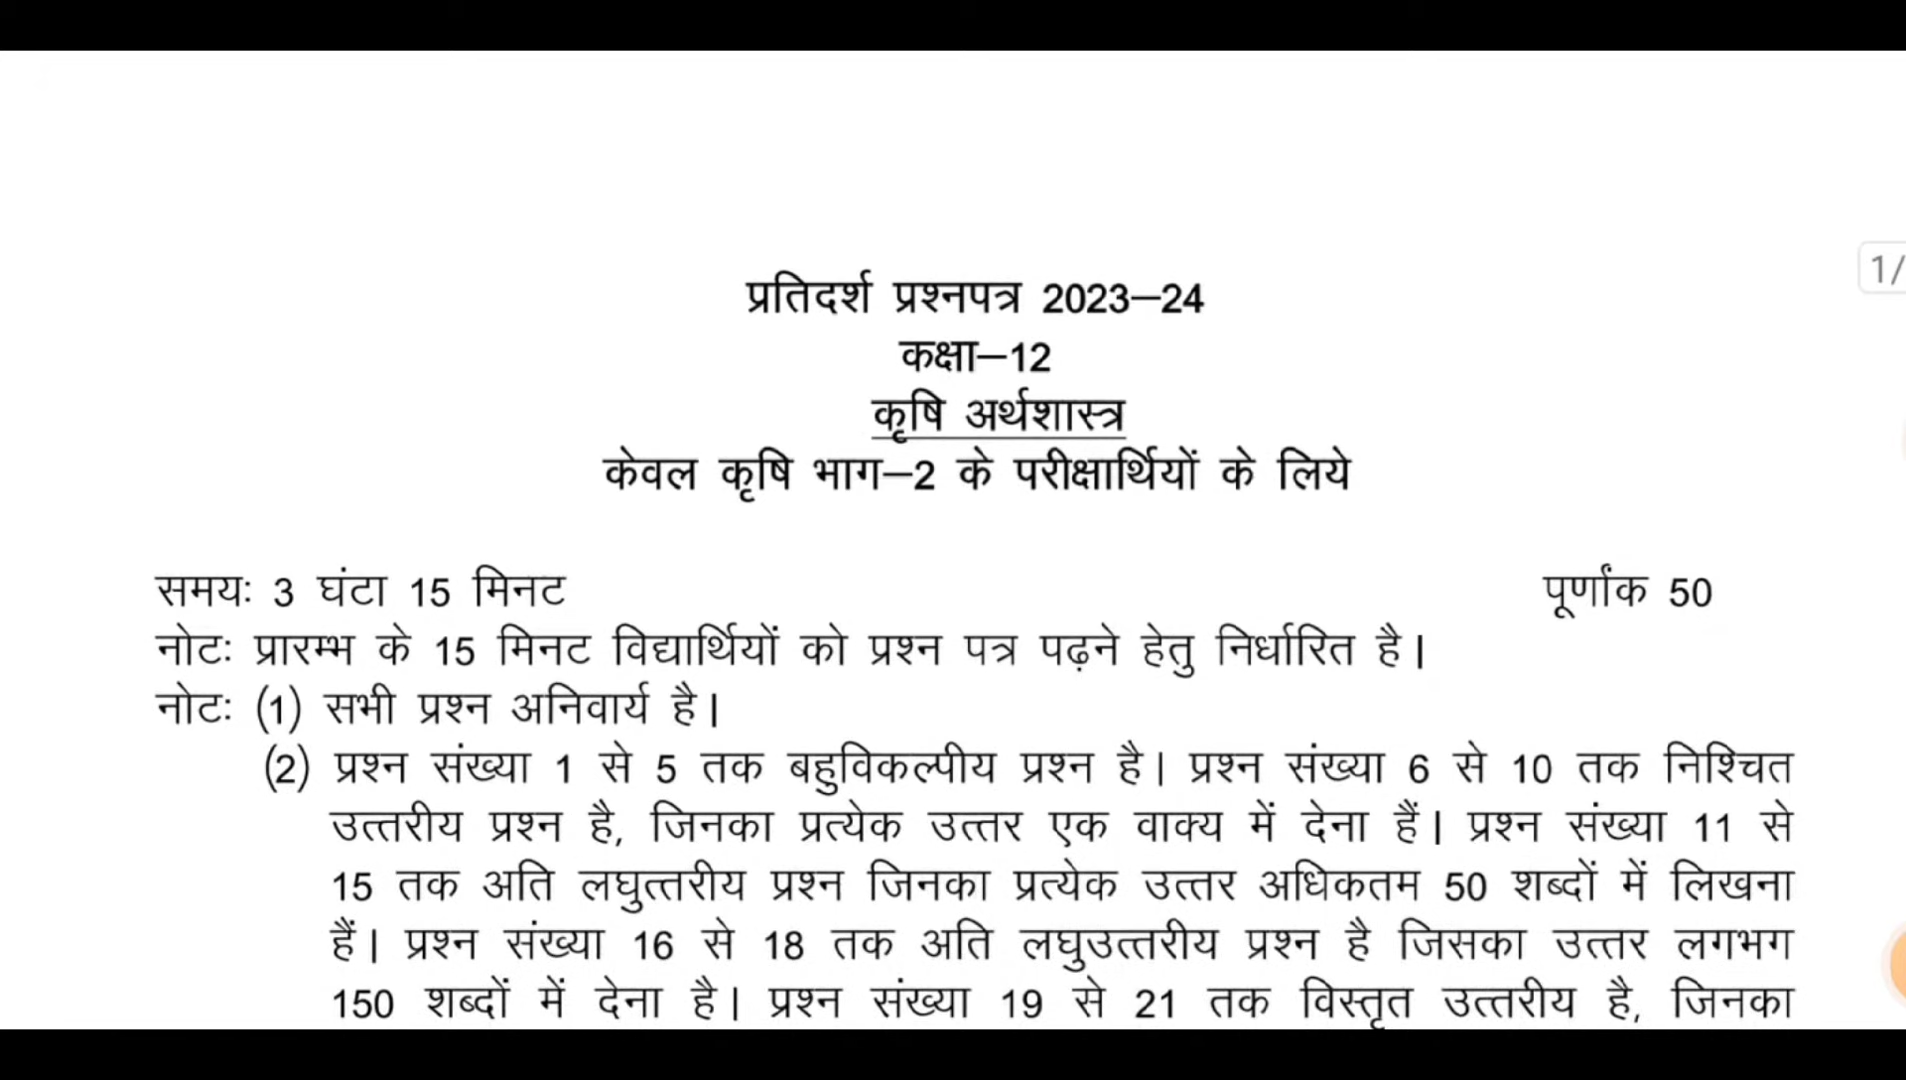 प्रतिदर्श प्रश्नपत्र 2023–24
1/
कक्षा–12
कृषि अर्थशास्त्र
केवल कृषि भाग–2 के परीक्षार्थियों के लिये
समयः 3 घंटा 15 मिनट पूर्णांक 50
नोटः प्रारम्भ के 15 मिनट विद्यार्थियों को प्रश्न पत्र पढ़ने हेतु निर्धारित है।
नोटः (1) सभी प्रश्न अनिवार्य है।
(2) प्रश्न संख्या 1 से 5 तक बहुविकल्पीय प्रश्न है। प्रश्न संख्या 6 से 10 तक निश्चित
उत्तरीय प्रश्न है, जिनका प्रत्येक उत्तर एक वाक्य में देना हैं। प्रश्न संख्या 11 से
15 तक अति लघुत्तरीय प्रश्न जिनका प्रत्येक उत्तर अधिकतम 50 शब्दों में लिखना
हैं। प्रश्न संख्या 16 से 18 तक अति लघुउत्तरीय प्रश्न है जिसका उत्तर लगभग
150 शब्दों में देना है। प्रश्न संख्या 19 से 21 तक विस्तृत उत्तरीय है, जिनका